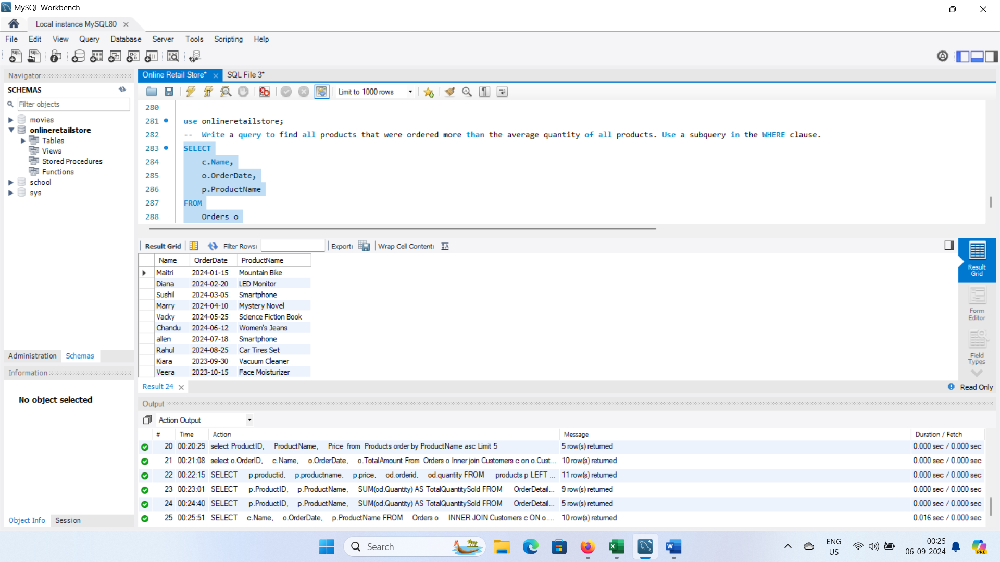 MySQL Workbench
Local instance MySQL80
File Edit View Query Database Server Tools Scripting Help
Navigator
SCHEMAS
Filter objects
movies
onlineretailstore
Tables
Views
Stored Procedures
Functions
school
sys
Administration Schemas
Information
No object selected
Object Info Session
Online Retail Store* SQL File 3*
Limit to 1000 rows
280
281 use onlineretailstore;
282 -- Write a query to find all products that were ordered more than the average quantity of all products. Use a subquery in the WHERE clause.
283 SELECT
284 c.Name,
285 o.OrderDate,
286 p.ProductName
287 FROM
288 Orders o
Result Grid Filter Rows: Export: Wrap Cell Content:
Name OrderDate ProductName
Maitri 2024-01-15 Mountain Bike
Diana 2024-02-20 LED Monitor
Sushil 2024-03-05 Smartphone
Marry 2024-04-10 Mystery Novel
Vacky 2024-05-25 Science Fiction Book
Chandu 2024-06-12 Women's Jeans
allen 2024-07-18 Smartphone
Rahul 2024-08-25 Car Tires Set
Kiara 2023-09-30 Vacuum Cleaner
Veera 2023-10-15 Face Moisturizer
Result Grid
Form Editor
Field Types
Result 24
Read Only
Output
Action Output
# Time Action Message Duration / Fetch
20 00:20:29 select ProductID, ProductName, Price from Products order by ProductName asc Limit 5 5 row(s) returned 0.000 sec / 0.000 sec
21 00:21:08 select o.OrderID, c.Name, o.OrderDate, o.TotalAmount From Orders o Inner join Customers c on o.Cust... 10 row(s) returned 0.000 sec / 0.000 sec
22 00:22:15 SELECT p.productid, p.productname, p.price, od.orderid, od.quantity FROM products p LEFT ... 11 row(s) returned 0.000 sec / 0.000 sec
23 00:23:01 SELECT p.ProductID, p.ProductName, SUM(od.Quantity) AS TotalQuantitySold FROM OrderDetail... 9 row(s) returned 0.000 sec / 0.000 sec
24 00:24:40 SELECT p.ProductID, p.ProductName, SUM(od.Quantity) AS TotalQuantitySold FROM OrderDetail... 5 row(s) returned 0.000 sec / 0.000 sec
25 00:25:51 SELECT c.Name, o.OrderDate, p.ProductName FROM Orders o INNER JOIN Customers c ON o.... 10 row(s) returned 0.016 sec / 0.000 sec
Search
ENG
US
00:25
06-09-2024
PRE